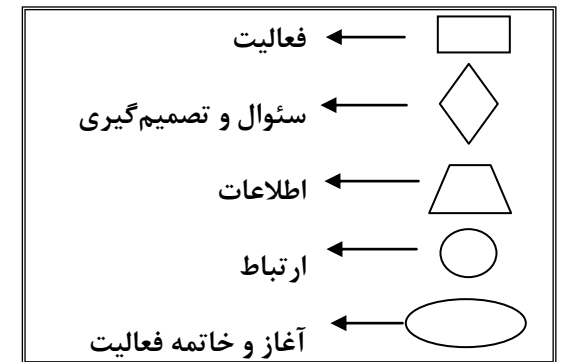 فعالیت
سئوال و تصمیم‌گیری
اطلاعات
ارتباط
آغاز و خاتمه فعالیت